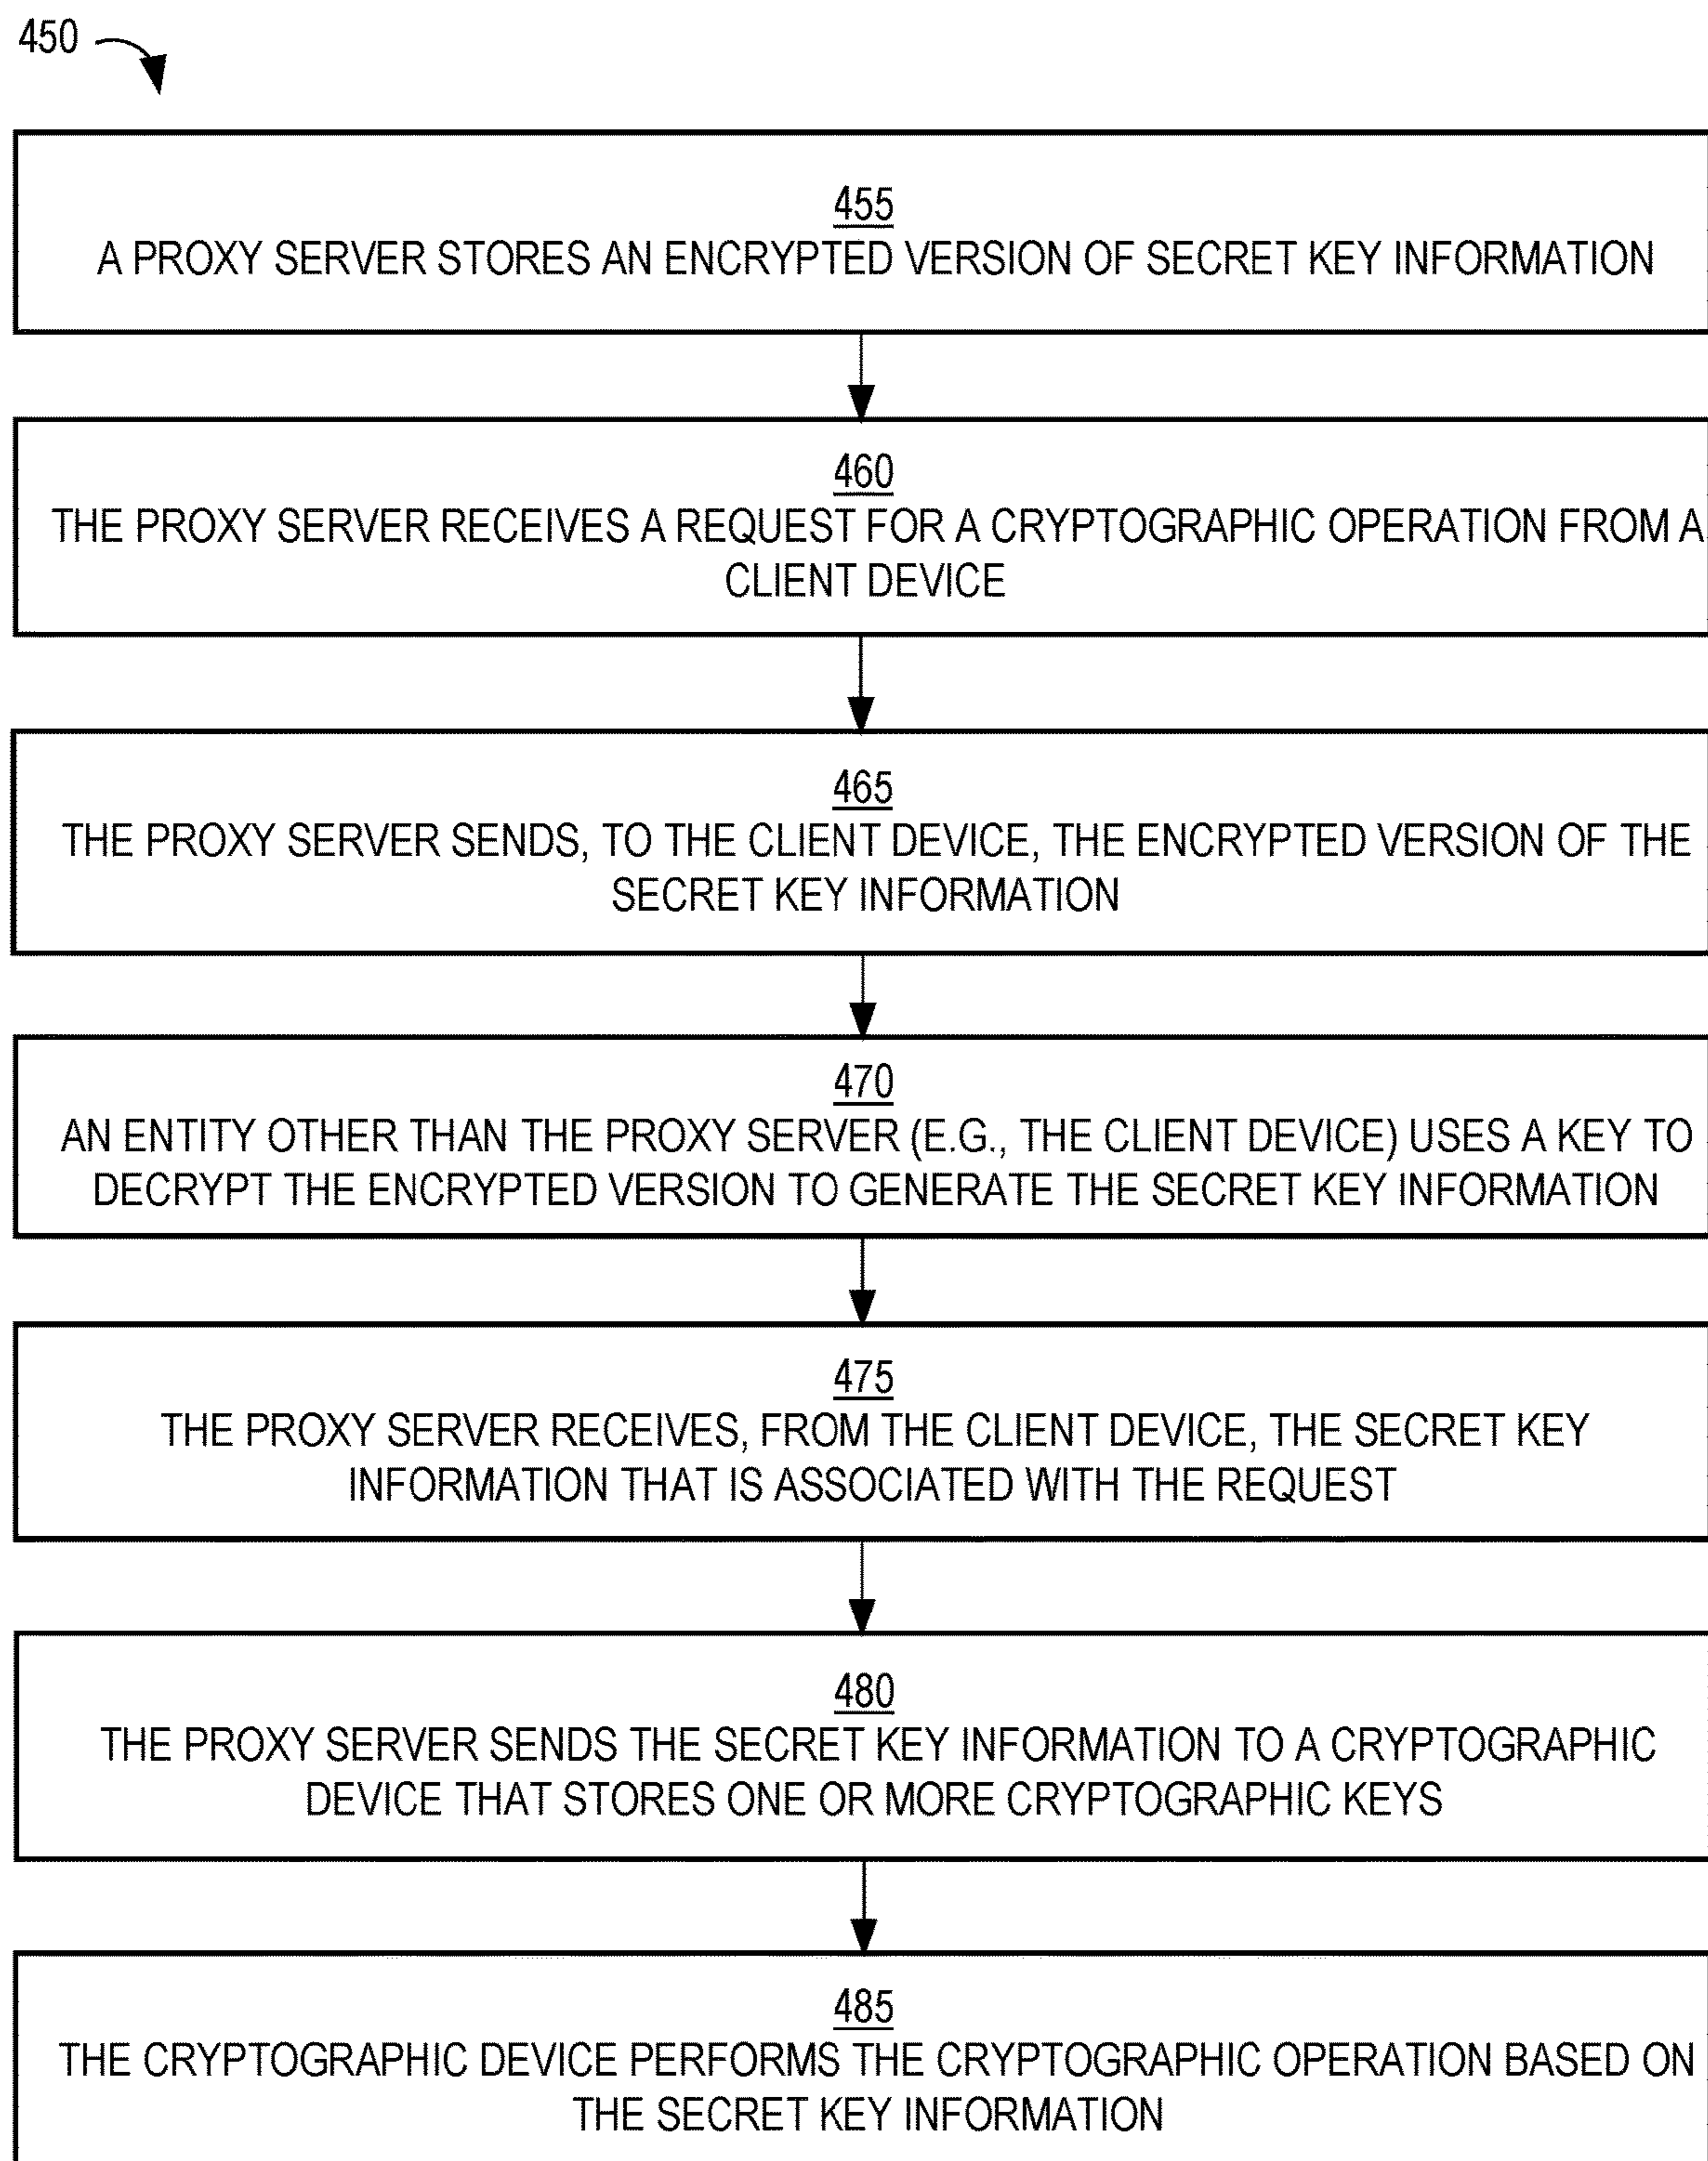 450
455
A PROXY SERVER STORES AN ENCRYPTED VERSION OF SECRET KEY INFORMATION
460
THE PROXY SERVER RECEIVES A REQUEST FOR A CRYPTOGRAPHIC OPERATION FROM A
CLIENT DEVICE
465
THE PROXY SERVER SENDS, TO THE CLIENT DEVICE, THE ENCRYPTED VERSION OF THE
SECRET KEY INFORMATION
470
AN ENTITY OTHER THAN THE PROXY SERVER (E.G., THE CLIENT DEVICE) USES A KEY TO
DECRYPT THE ENCRYPTED VERSION TO GENERATE THE SECRET KEY INFORMATION
475
THE PROXY SERVER RECEIVES, FROM THE CLIENT DEVICE, THE SECRET KEY
INFORMATION THAT IS ASSOCIATED WITH THE REQUEST
480
THE PROXY SERVER SENDS THE SECRET KEY INFORMATION TO A CRYPTOGRAPHIC
DEVICE THAT STORES ONE OR MORE CRYPTOGRAPHIC KEYS
485
THE CRYPTOGRAPHIC DEVICE PERFORMS THE CRYPTOGRAPHIC OPERATION BASED ON
THE SECRET KEY INFORMATION